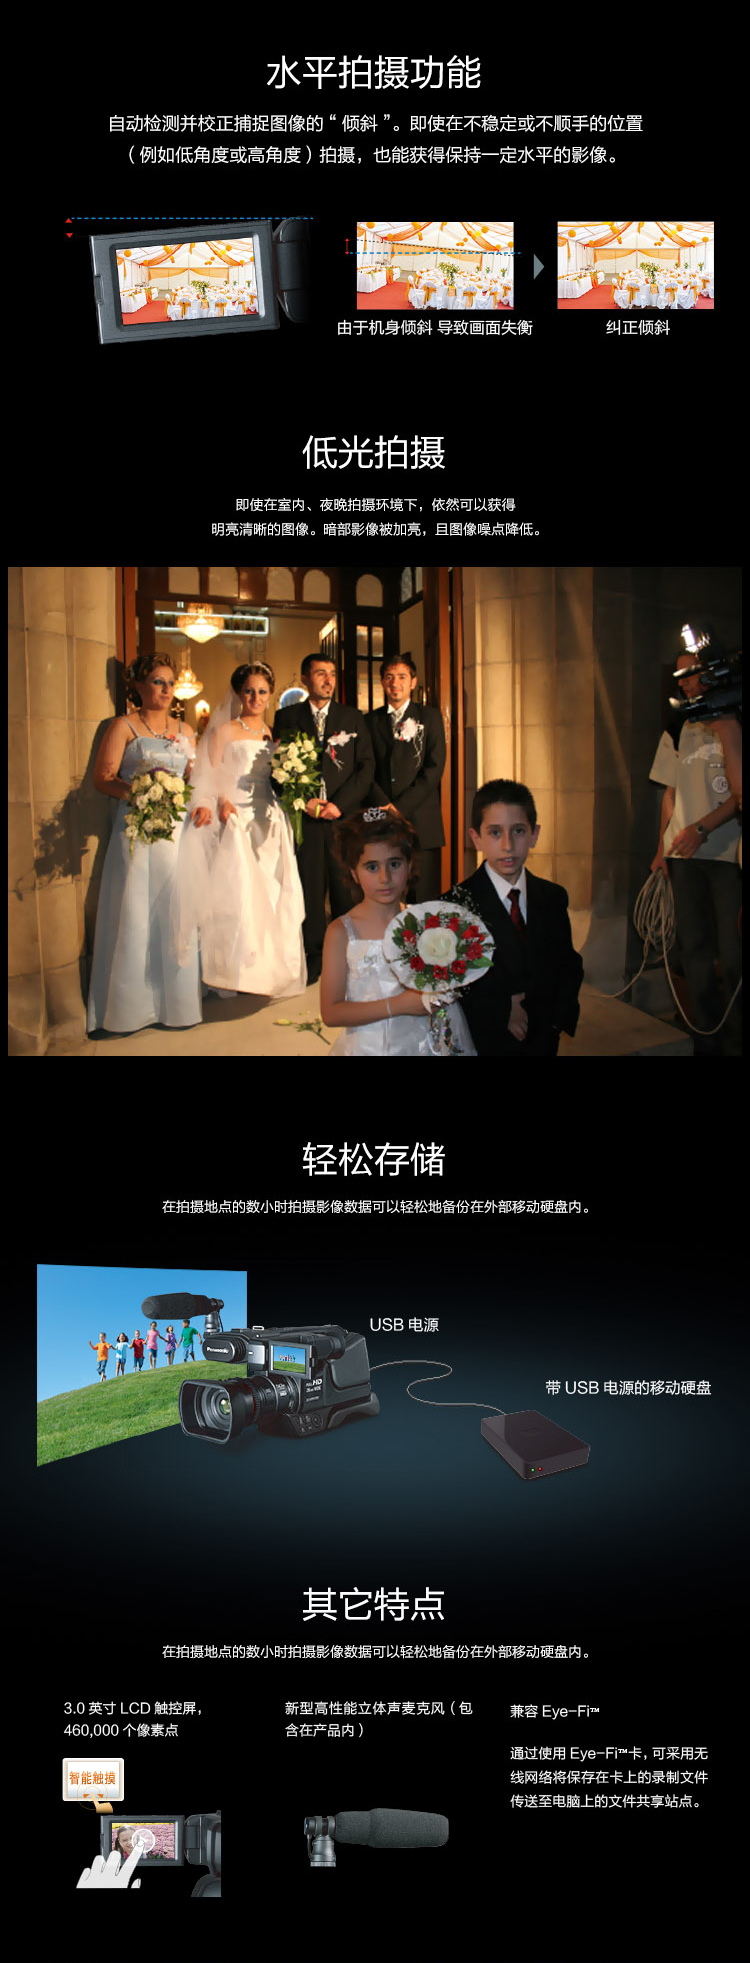 水平拍摄功能
自动检测并校正捕捉图像的“倾斜”。即使在不稳定或不顺手的位置
（例如低角度或高角度）拍摄，也能获得保持一定水平的影像。
由于机身倾斜 导致画面失衡
纠正倾斜
低光拍摄
即使在室内、夜晚拍摄环境下，依然可以获得
明亮清晰的图像。暗部影像被加亮，且图像噪点降低。
轻松存储
在拍摄地点的数小时拍摄影像数据可以轻松地备份在外部移动硬盘内。
USB 电源
Panasonic
HD
带 USB 电源的移动硬盘
其它特点
在拍摄地点的数小时拍摄影像数据可以轻松地备份在外部移动硬盘内。
3.0 英寸 LCD 触控屏，
460,000 个像素点
智能触摸
新型高性能立体声麦克风（包
含在产品内）
兼容 Eye-Fi™
通过使用 Eye-Fi™卡，可采用无
线网络将保存在卡上的录制文件
传送至电脑上的文件共享站点。